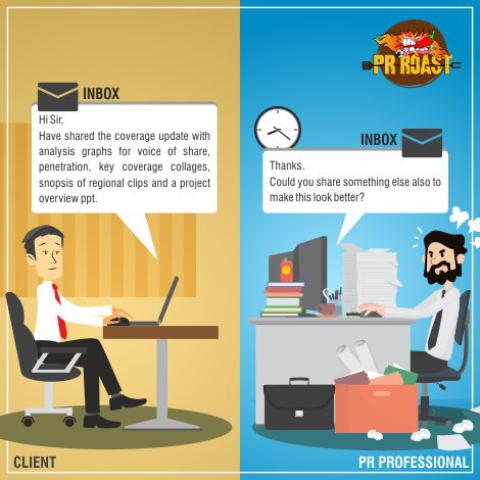 PR ROAST
INBOX
Hi Sir,
Have shared the coverage update with
analysis graphs for voice of share,
penetration, key coverage collages,
snopsis of regional clips and a project
overview ppt.
INBOX
Thanks.
Could you share something else also to
make this look better?
CLIENT
PR PROFESSIONAL